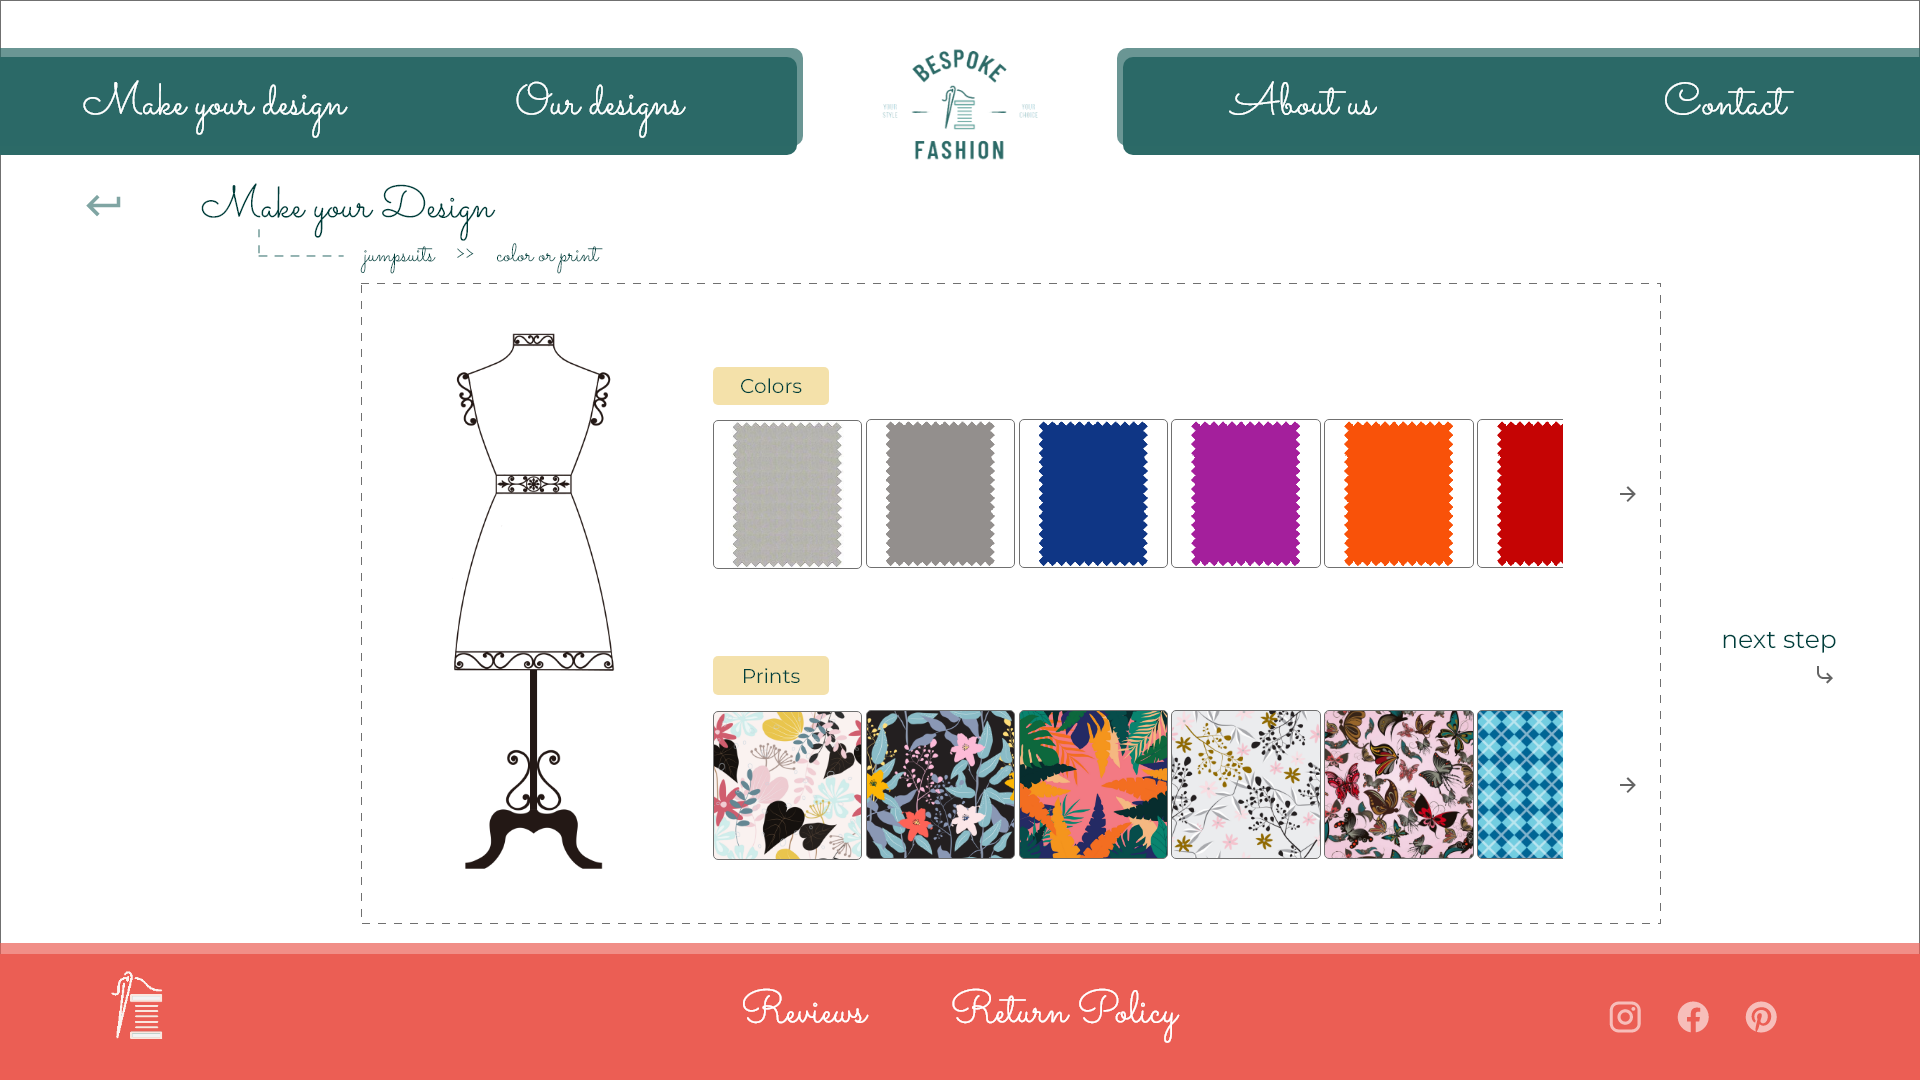 Make your design
Our designs
BESPOKE
YOUR STYLE
YOUR CHOICE
FASHION
About us
Contact
Make your Design
jumpsuits >> color or print
Colors
Prints
next step
Reviews
Return Policy